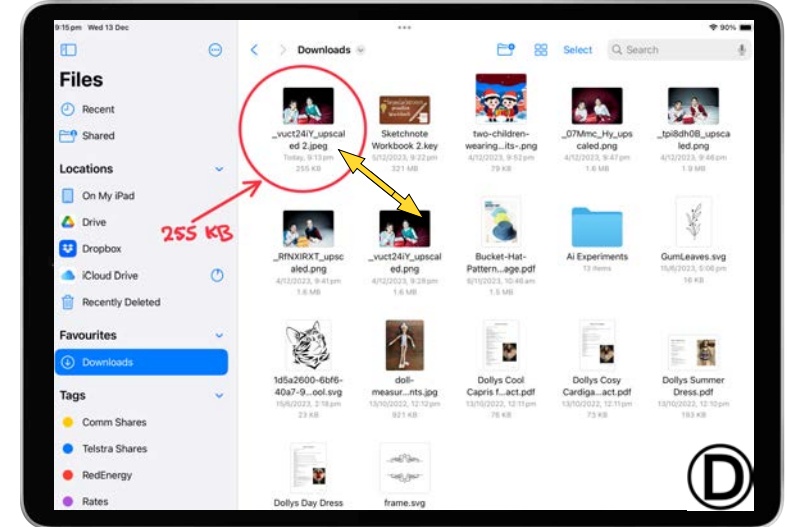 9:15 pm Wed 13 Dec
90%
Files
Recent
Shared
Locations
On My iPad
Drive
Dropbox
iCloud Drive
Recently Deleted
Favourites
Downloads
Tags
Comm Shares
Telstra Shares
RedEnergy
Rates
Downloads
Select
Search
_vuct24iY_upscal
ed 2.jpeg
Today, 9:13 pm
255 KB
Sketchnote
Workbook 2.key
5/12/2023, 9:22 pm
321 MB
two-children-
wearing...its-.png
4/12/2023, 9:52 pm
79 KB
_07Mmc_Hy_ups
caled.png
4/12/2023, 9:47 pm
1.6 MB
_tpi8dh0B_upsca
led.png
4/12/2023, 9:46 pm
1.9 MB
255 KB
_RfNXIRXT_upsc
aled.png
4/12/2023, 9:41 pm
1.6 MB
_vuct24iY_upscal
ed.png
4/12/2023, 9:28 pm
1.6 MB
Bucket-Hat-
Pattern...age.pdf
6/11/2023, 10:46 am
1.5 MB
Ai Experiments
13 items
GumLeaves.svg
15/6/2023, 5:06 pm
16 KB
1d5a2600-6bf6-
40a7-9...ool.svg
15/6/2023, 2:18 pm
23 KB
doll-
measur...nts.jpg
13/10/2022, 12:12 pm
921 KB
Dollys Cool
Capris f...act.pdf
13/10/2022, 12:11 pm
76 KB
Dollys Cosy
Cardiga...act.pdf
13/10/2022, 12:11 pm
73 KB
Dollys Summer
Dress.pdf
13/10/2022, 12:10 pm
193 KB
Dollys Day Dress
frame.svg
D